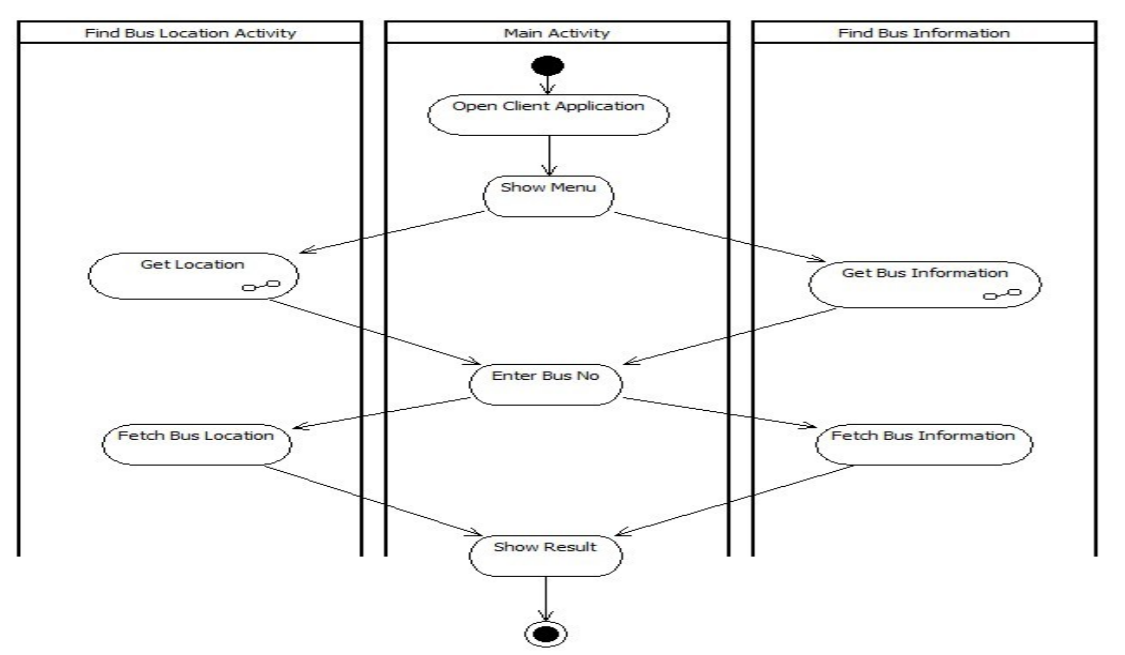 Find Bus Location Activity
Main Activity
Find Bus Information
Open Client Application
Show Menu
Get Location
Get Bus Information
Enter Bus No
Fetch Bus Location
Fetch Bus Information
Show Result